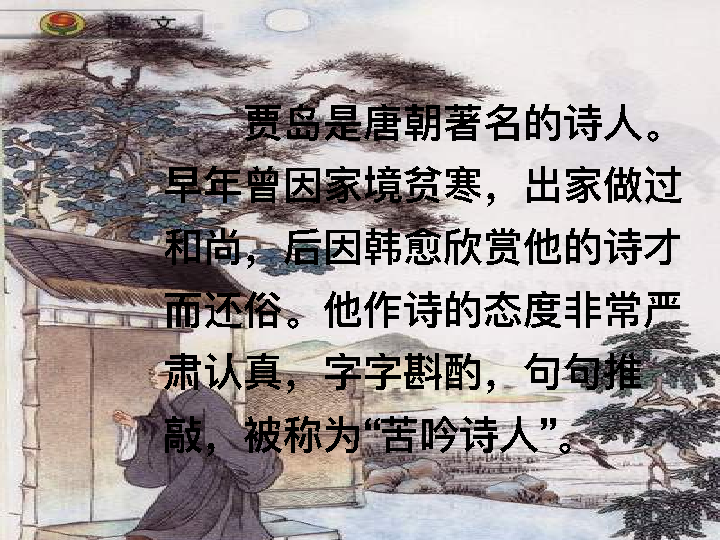 课 文
贾岛是唐朝著名的诗人。
早年曾因家境贫寒，出家做过
和尚，后因韩愈欣赏他的诗才
而还俗。他作诗的态度非常严
肃认真，字字斟酌，句句推
敲，被称为“苦吟诗人”。